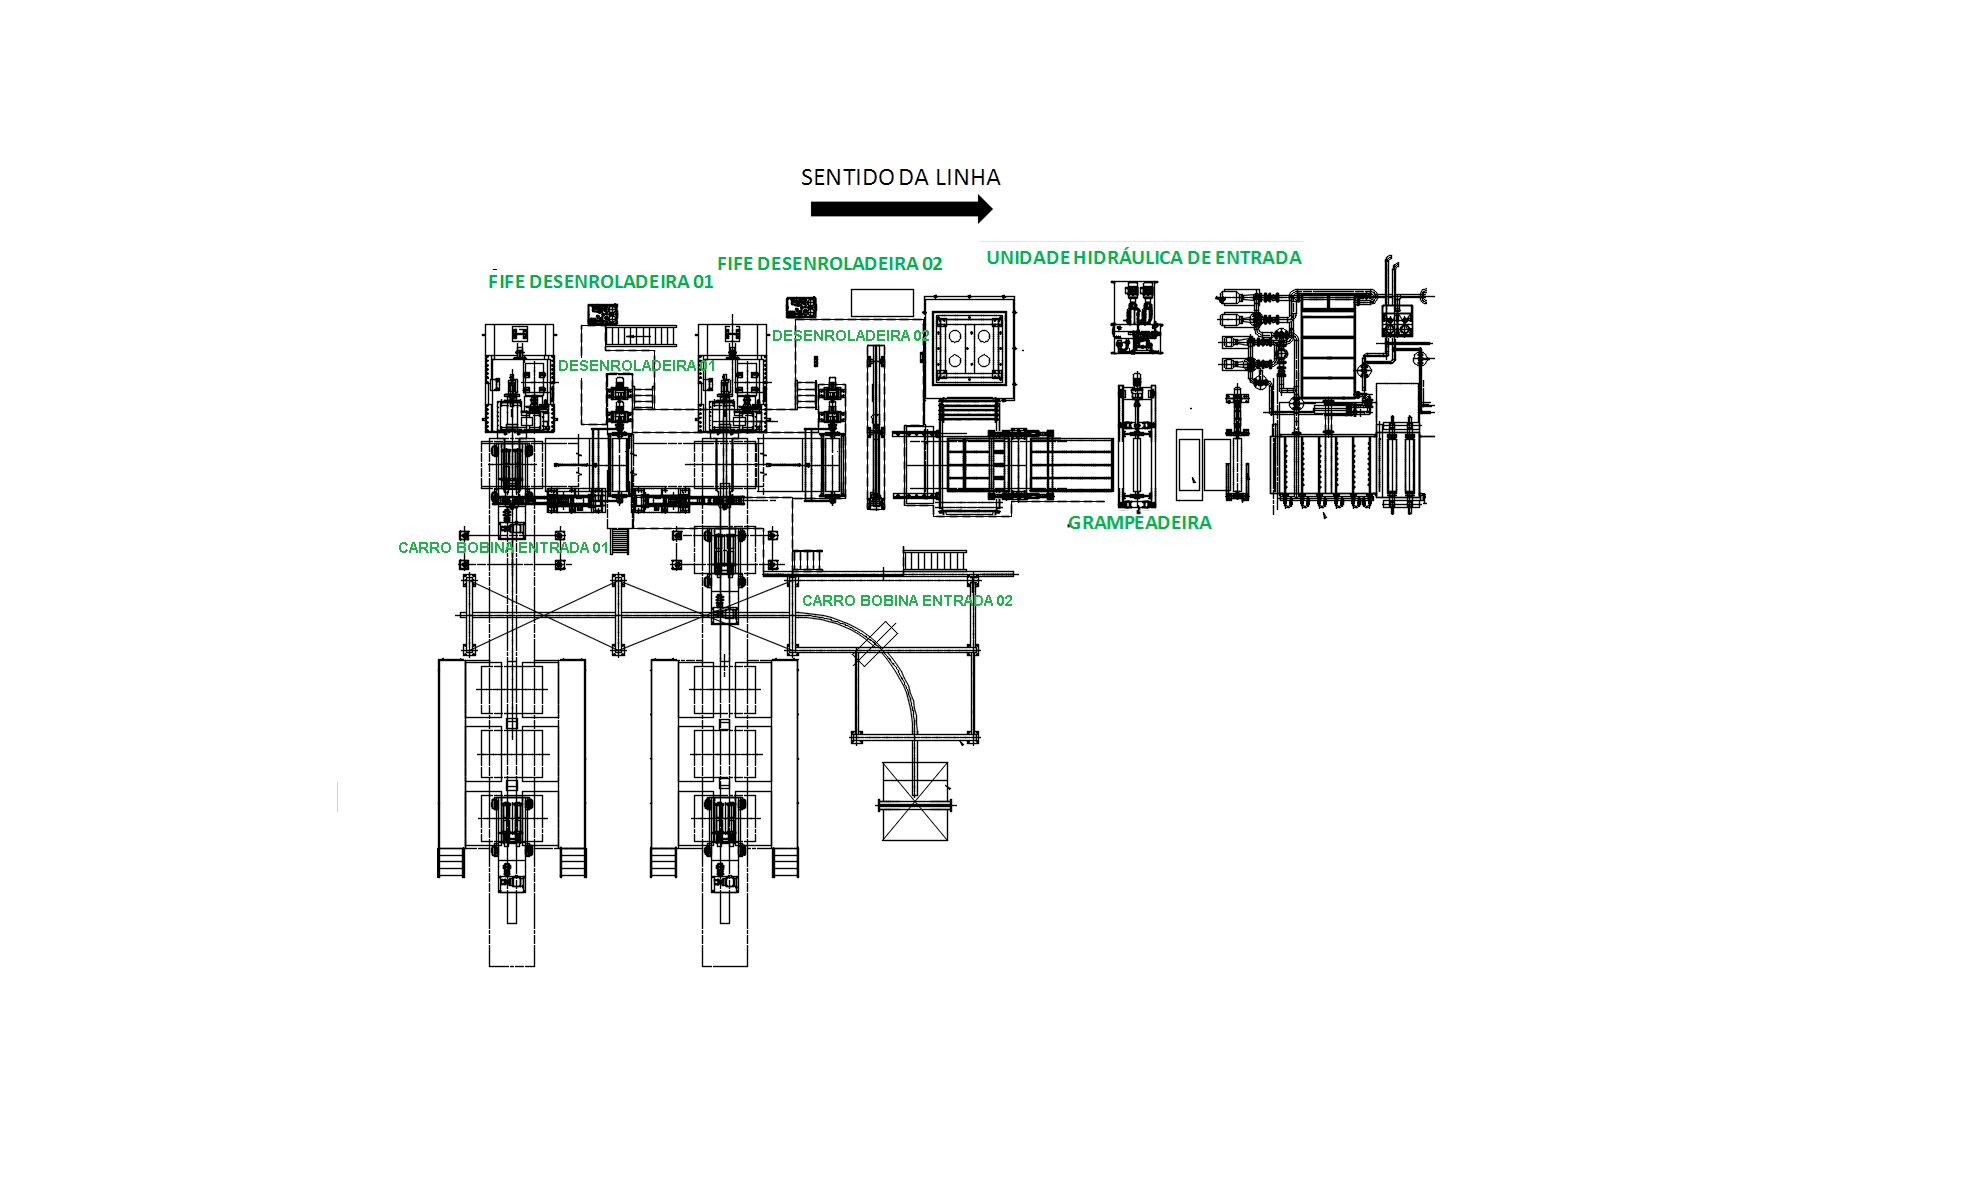 SENTIDO DA LINHA
UNIDADE HIDRÁULICA DE ENTRADA
FIFE DESENROLADEIRA 02
FIFE DESENROLADEIRA 01
DESENROLADEIRA 02
DESENROLADEIRA 01
GRAMPEADEIRA
CARRO BOBINA ENTRADA 01
CARRO BOBINA ENTRADA 02